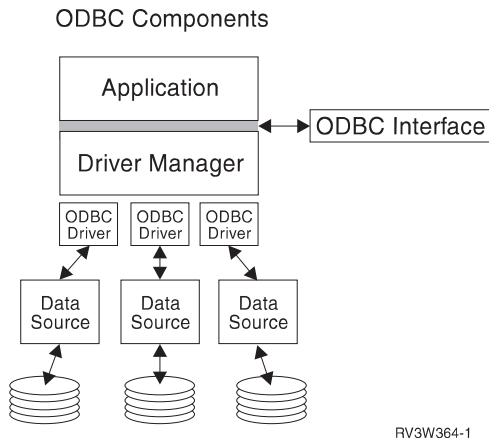 ODBC Components
Application
ODBC Interface
Driver Manager
ODBC
Driver
ODBC
Driver
ODBC
Driver
Data
Source
Data
Source
Data
Source
RV3W364-1